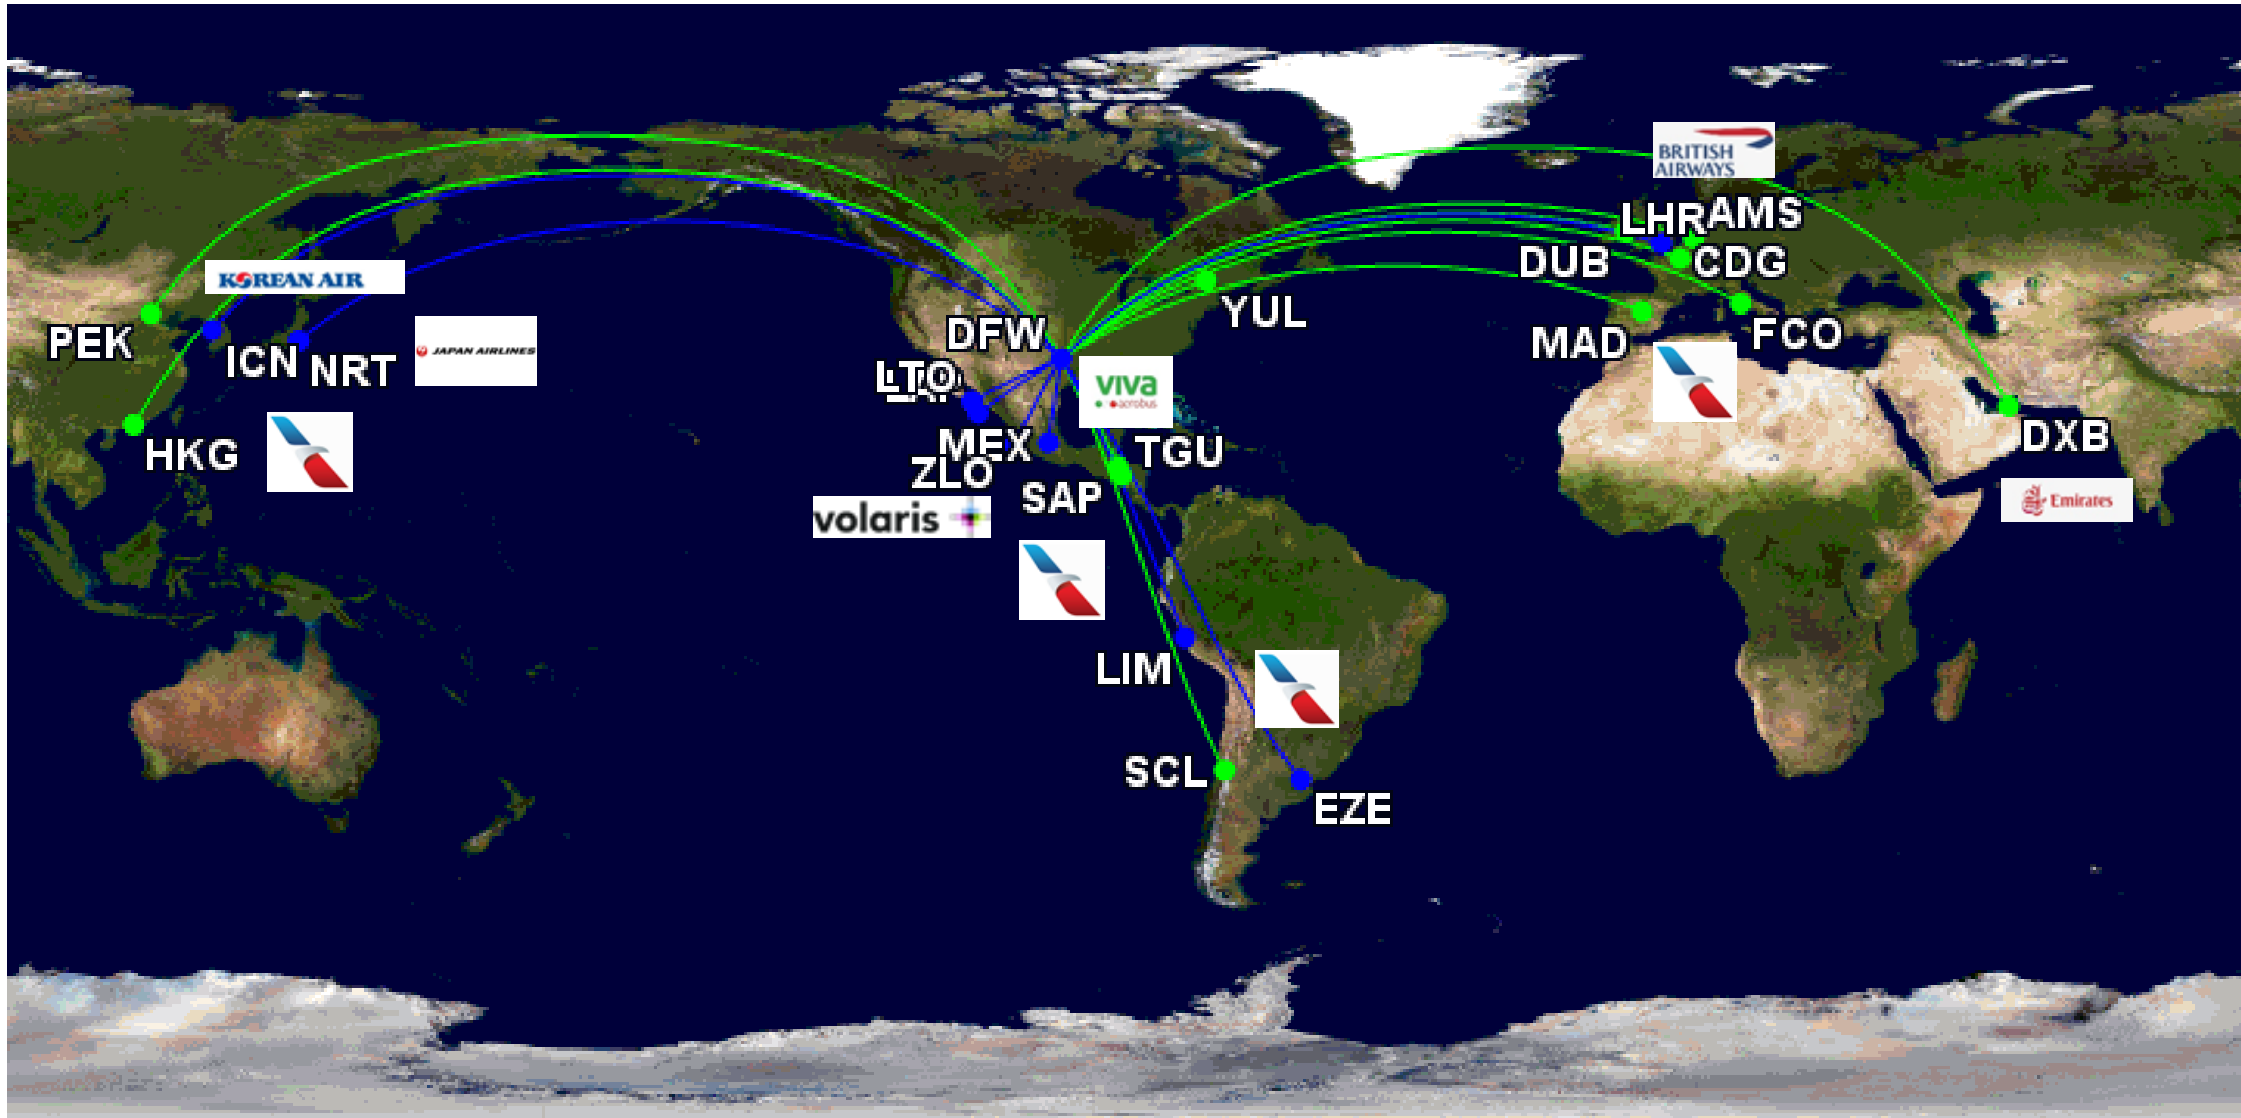 BRITISH
AIRWAYS
LHR
AMS
DUB
CDG
KOREAN AIR
YUL
DFW
MAD
FCO
PEK
ICN
NRT
JAPAN AIRLINES
LTO
viva
aerobus
HKG
MEX
TGU
DXB
ZLO
SAP
Emirates
volaris
LIM
SCL
EZE